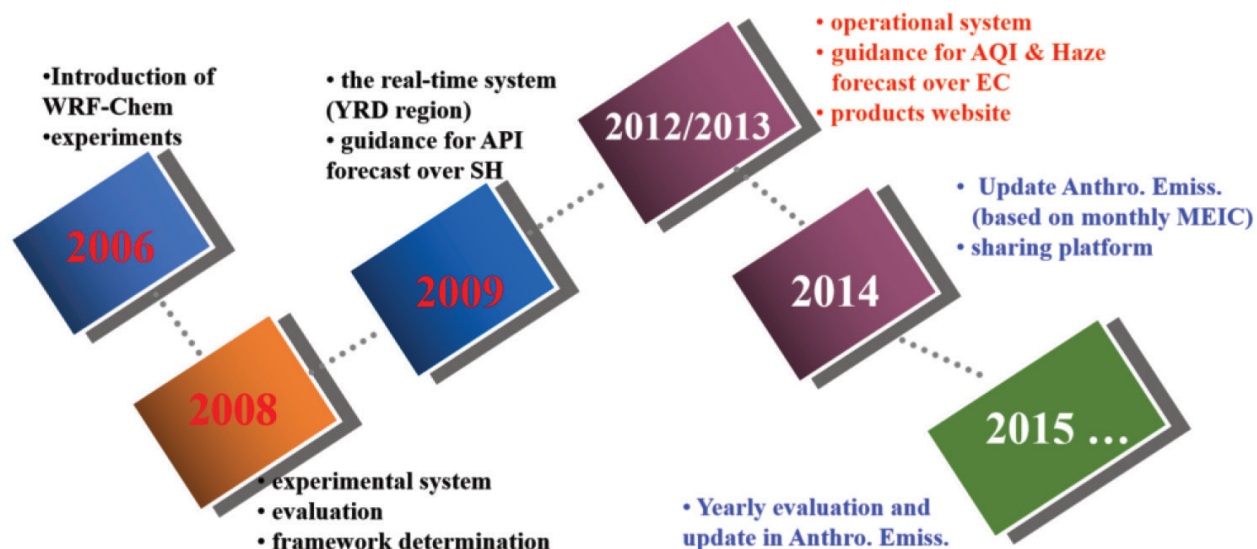 •Introduction of
WRF-Chem
•experiments
2006
2008
• experimental system
• evaluation
• framework determination
• the real-time system
(YRD region)
• guidance for API
forecast over SH
2009
2012/2013
• operational system
• guidance for AQI & Haze
forecast over EC
• products website
2014
• Update Anthro. Emiss.
(based on monthly MEIC)
• sharing platform
2015 ...
• Yearly evaluation and
update in Anthro. Emiss.